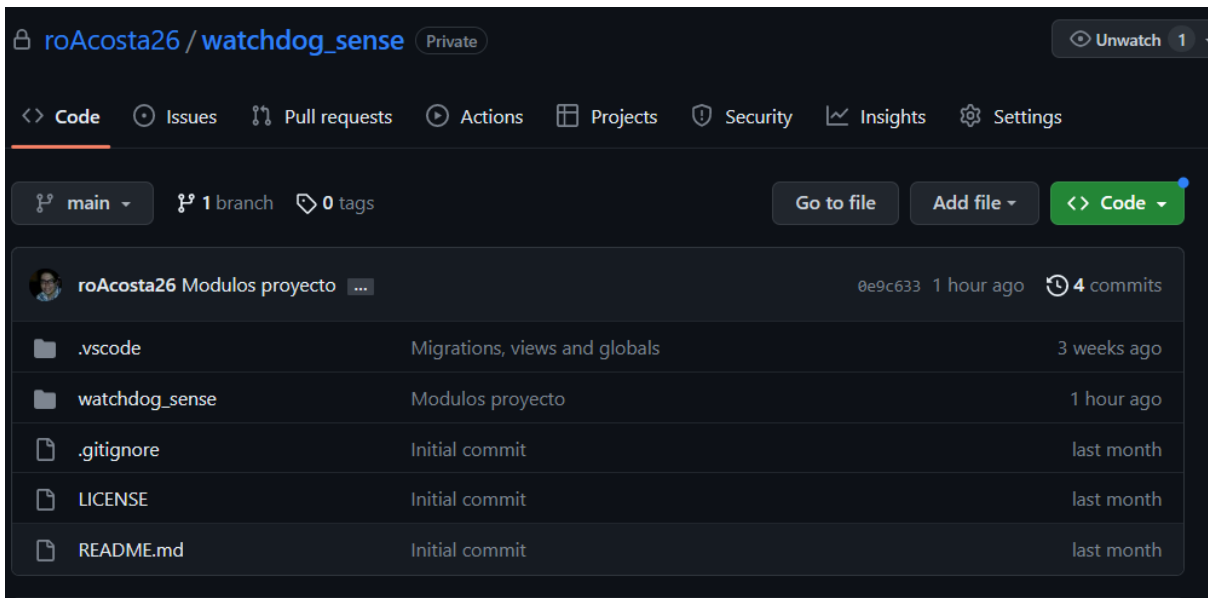 roAcosta26 / watchdog_sense Private Unwatch 1
<> Code Issues Pull requests Actions Projects Security Insights Settings
main 1 branch 0 tags Go to file Add file <> Code
roAcosta26 Modulos proyecto ... 0e9c633 1 hour ago 4 commits
.vscode Migrations, views and globals 3 weeks ago
watchdog_sense Modulos proyecto 1 hour ago
.gitignore Initial commit last month
LICENSE Initial commit last month
README.md Initial commit last month